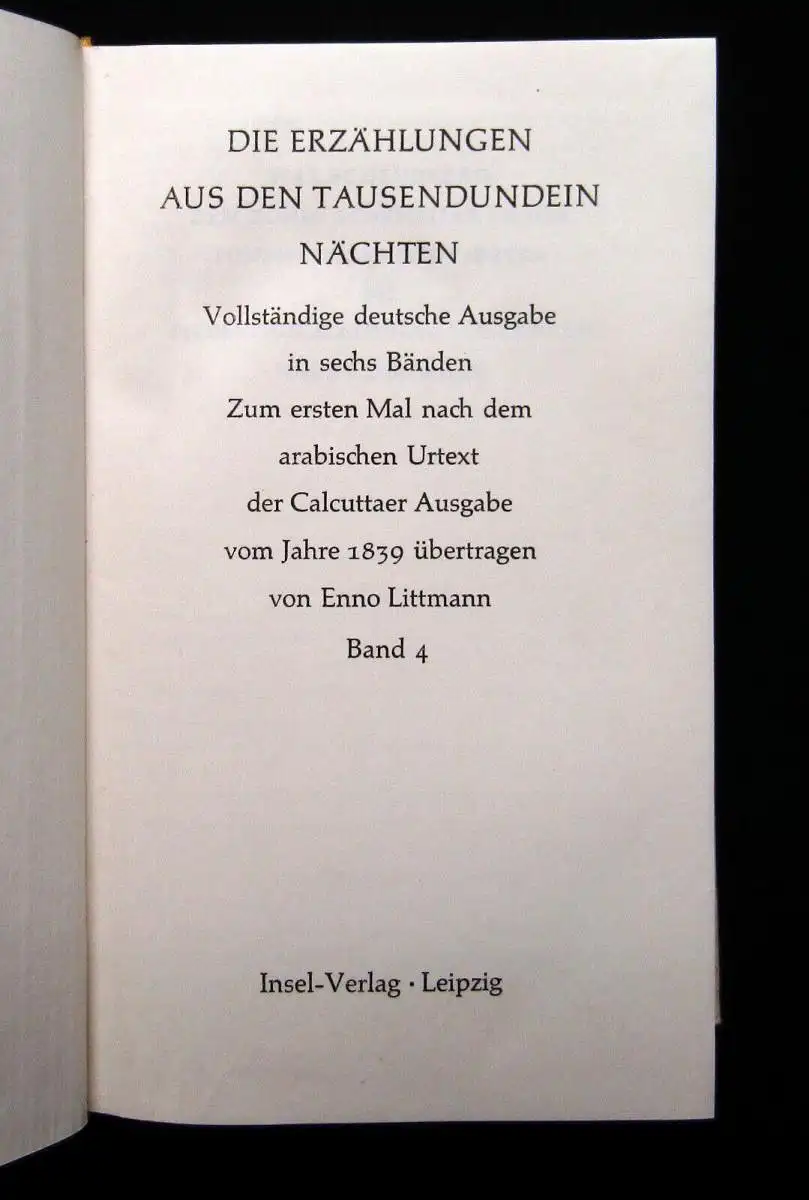 DIE ERZÄHLUNGEN
AUS DEN TAUSENDUNDEIN
NÄCHTEN
Vollständige deutsche Ausgabe
in sechs Bänden
Zum ersten Mal nach dem
arabischen Urtext
der Calcuttaer Ausgabe
vom Jahre 1839 übertragen
von Enno Littmann
Band 4
Insel-Verlag · Leipzig